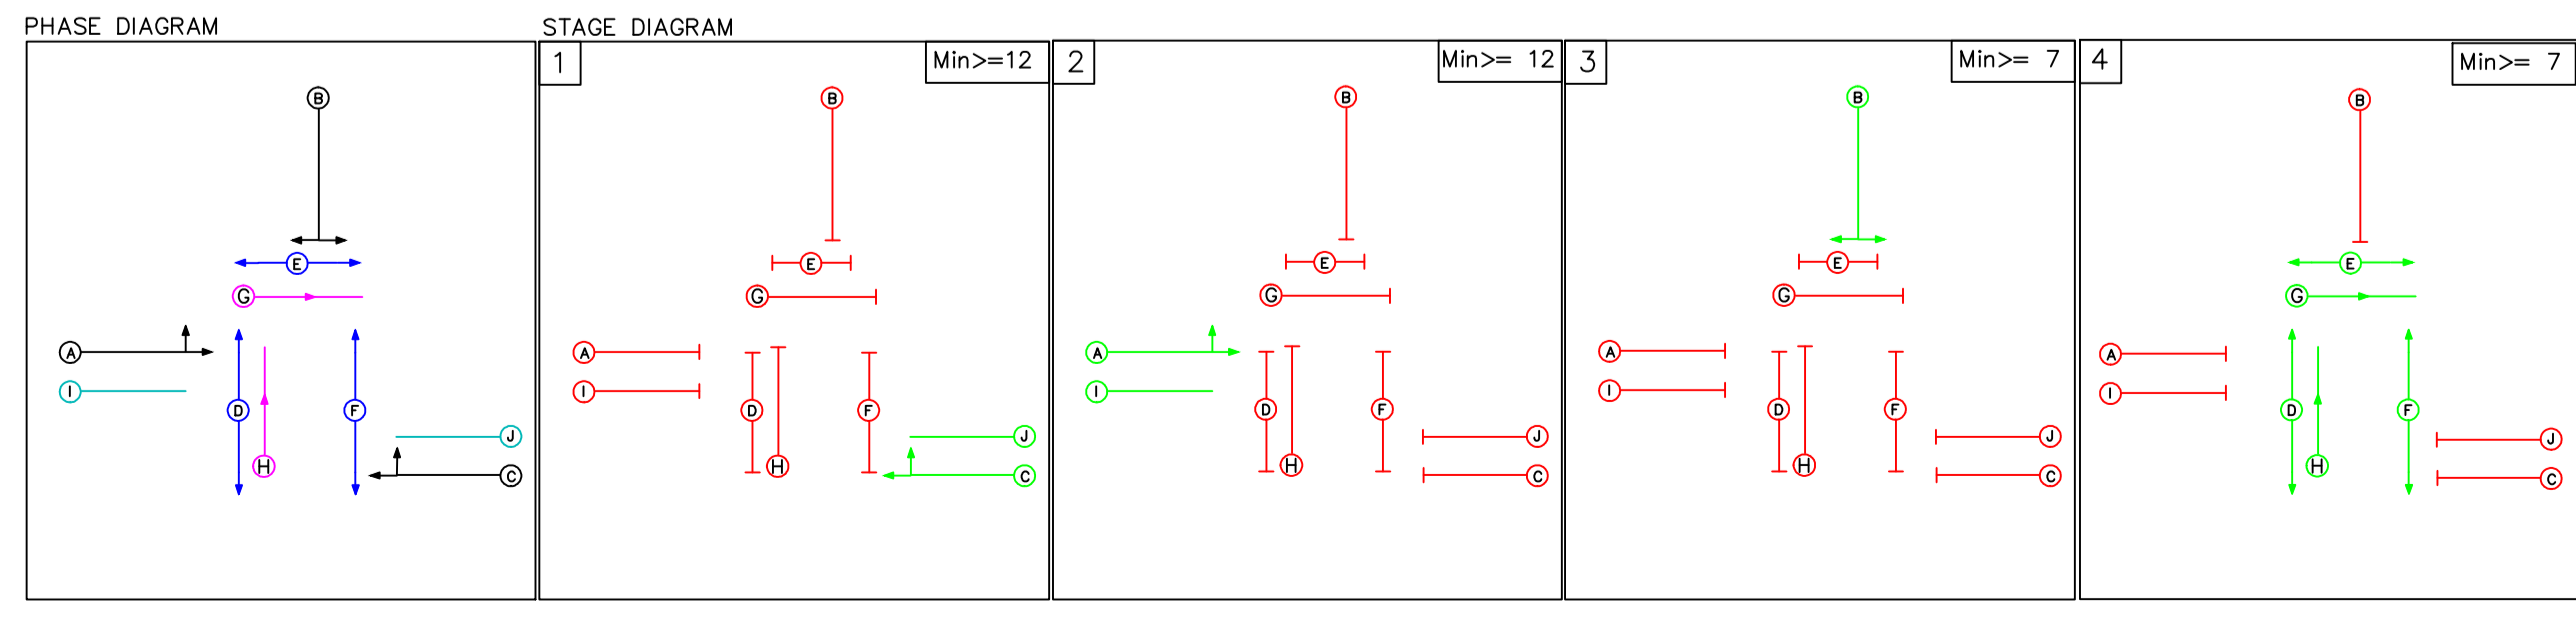 PHASE DIAGRAM
STAGE DIAGRAM
1
Min>=12
2
Min>= 12
3
Min>= 7
4
Min>= 7
B
E
G
A
I
D
F
J
H
C
B
E
G
A
I
D
F
J
H
C
B
E
G
A
I
D
F
J
H
C
B
E
G
A
I
D
F
J
H
C
B
E
G
A
I
D
F
J
H
C